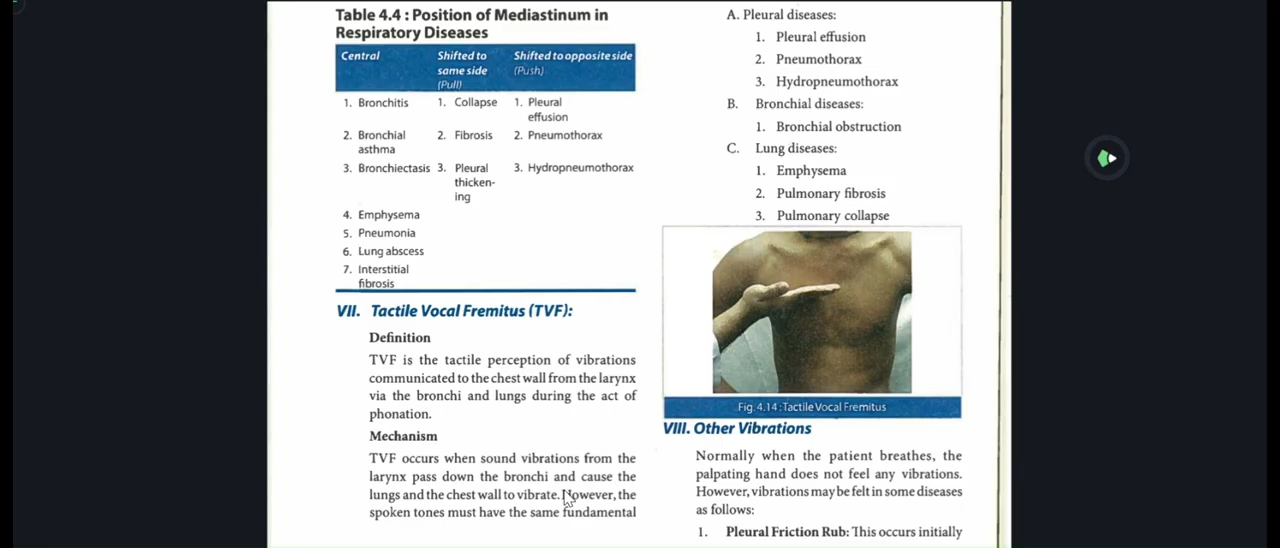 Table 4.4 : Position of Mediastinum in
Respiratory Diseases
Central Shifted to same side (Pull) Shifted to opposite side (Push)
1. Bronchitis 1. Collapse 1. Pleural effusion
2. Bronchial asthma 2. Fibrosis 2. Pneumothorax
3. Bronchiectasis 3. Pleural thicken-ing 3. Hydropneumothorax
4. Emphysema
5. Pneumonia
6. Lung abscess
7. Interstitial
fibrosis
VII. Tactile Vocal Fremitus (TVF):
Definition
TVF is the tactile perception of vibrations
communicated to the chest wall from the larynx
via the bronchi and lungs during the act of
phonation.
Mechanism
TVF occurs when sound vibrations from the
larynx pass down the bronchi and cause the
lungs and the chest wall to vibrate. However, the
spoken tones must have the same fundamental
A. Pleural diseases:
1. Pleural effusion
2. Pneumothorax
3. Hydropneumothorax
B. Bronchial diseases:
1. Bronchial obstruction
C. Lung diseases:
1. Emphysema
2. Pulmonary fibrosis
3. Pulmonary collapse
Fig. 4.14 : Tactile Vocal Fremitus
VIII. Other Vibrations
Normally when the patient breathes, the
palpating hand does not feel any vibrations.
However, vibrations may be felt in some diseases
as follows:
1. Pleural Friction Rub: This occurs initially